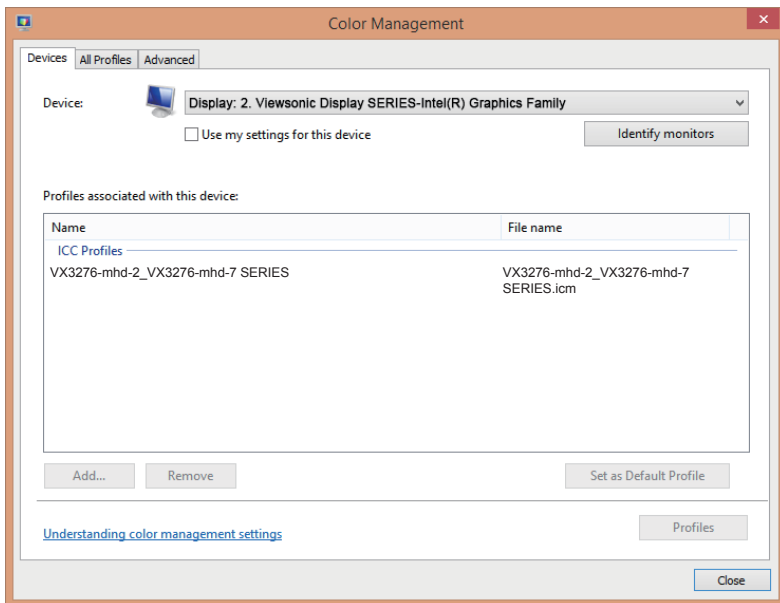 Color Management
Devices
All Profiles
Advanced
Device:
Display: 2. Viewsonic Display SERIES-Intel(R) Graphics Family
Use my settings for this device
Identify monitors
Profiles associated with this device:
Name
File name
ICC Profiles
VX3276-mhd-2_VX3276-mhd-7 SERIES
VX3276-mhd-2_VX3276-mhd-7
SERIES.icm
Add...
Remove
Set as Default Profile
Understanding color management settings
Profiles
Close